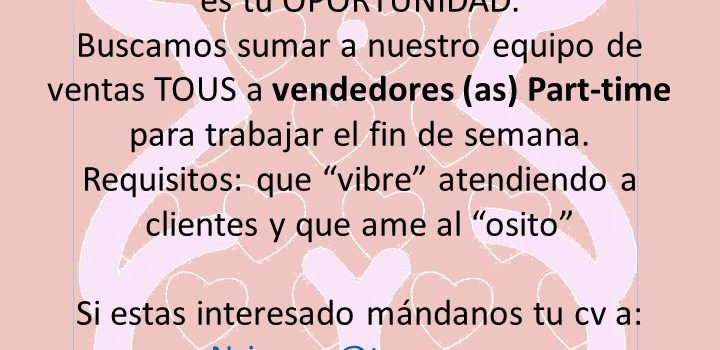 es tu OPORTUNIDAD.
Buscamos sumar a nuestro equipo de
ventas TOUS a vendedores (as) Part-time
para trabajar el fin de semana.
Requisitos: que “vibre” atendiendo a
clientes y que ame al “osito”
Si estas interesado mándanos tu cv a: